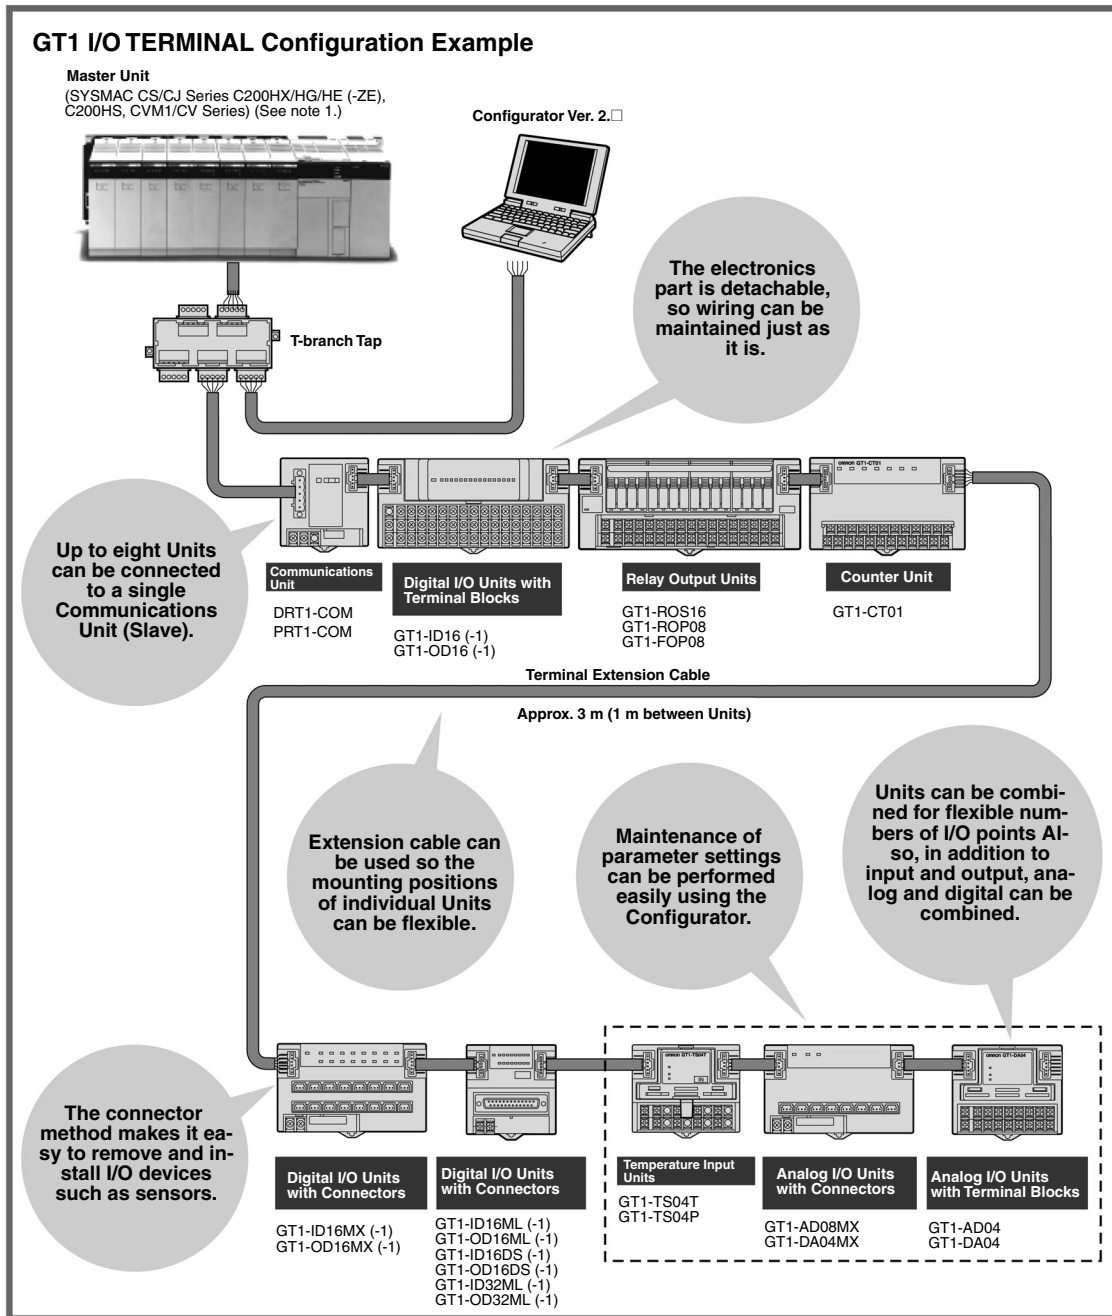 GT1 I/O TERMINAL Configuration Example
Master Unit
(SYSMAC CS/CJ Series C200HX/HG/HE (-ZE),
C200HS, CVM1/CV Series) (See note 1.)
Configurator Ver. 2.□
The electronics
part is detachable,
so wiring can be
maintained just as
it is.
T-branch Tap
omron GT1-CT01
Up to eight Units
can be connected
to a single
Communications
Unit (Slave).
Communications
Unit
DRT1-COM
PRT1-COM
Digital I/O Units with
Terminal Blocks
GT1-ID16 (-1)
GT1-OD16 (-1)
Relay Output Units
GT1-ROS16
GT1-ROP08
GT1-FOP08
Counter Unit
GT1-CT01
Terminal Extension Cable
Approx. 3 m (1 m between Units)
Extension cable can
be used so the
mounting positions
of individual Units
can be flexible.
Maintenance of
parameter settings
can be performed
easily using the
Configurator.
Units can be combi-
ned for flexible num-
bers of I/O points Al-
so, in addition to
input and output, ana-
log and digital can be
combined.
The connector
method makes it ea-
sy to remove and in-
stall I/O devices
such as sensors.
omron GT1-TS04T
IN
omron GT1-DA04
Digital I/O Units
with Connectors
GT1-ID16MX (-1)
GT1-OD16MX (-1)
Digital I/O Units
with Connectors
GT1-ID16ML (-1)
GT1-OD16ML (-1)
GT1-ID16DS (-1)
GT1-OD16DS (-1)
GT1-ID32ML (-1)
GT1-OD32ML (-1)
Temperature Input
Units
GT1-TS04T
GT1-TS04P
Analog I/O Units
with Connectors
GT1-AD08MX
GT1-DA04MX
Analog I/O Units
with Terminal Blocks
GT1-AD04
GT1-DA04